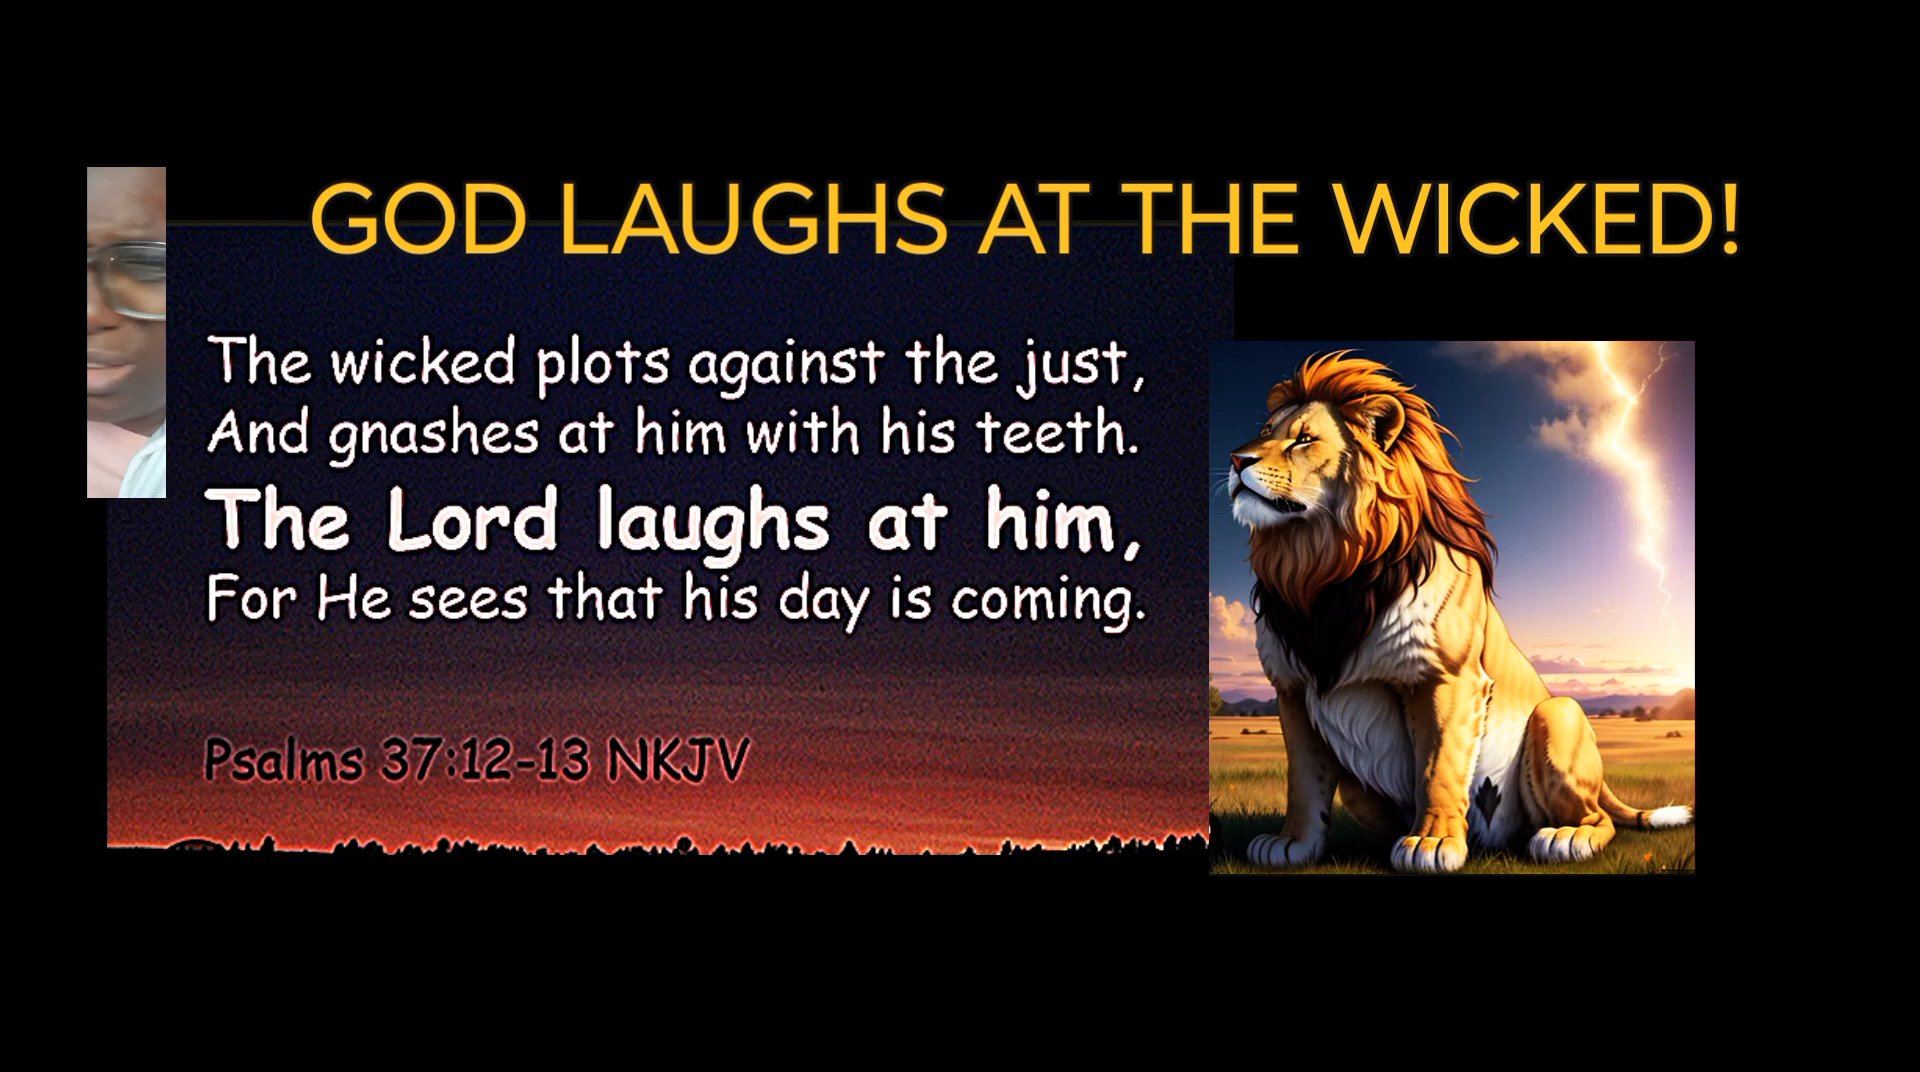 GOD LAUGHS AT THE WICKED!
The wicked plots against the just,
And gnashes at him with his teeth.
The Lord laughs at him,
For He sees that his day is coming.
Psalms 37:12-13 NKJV